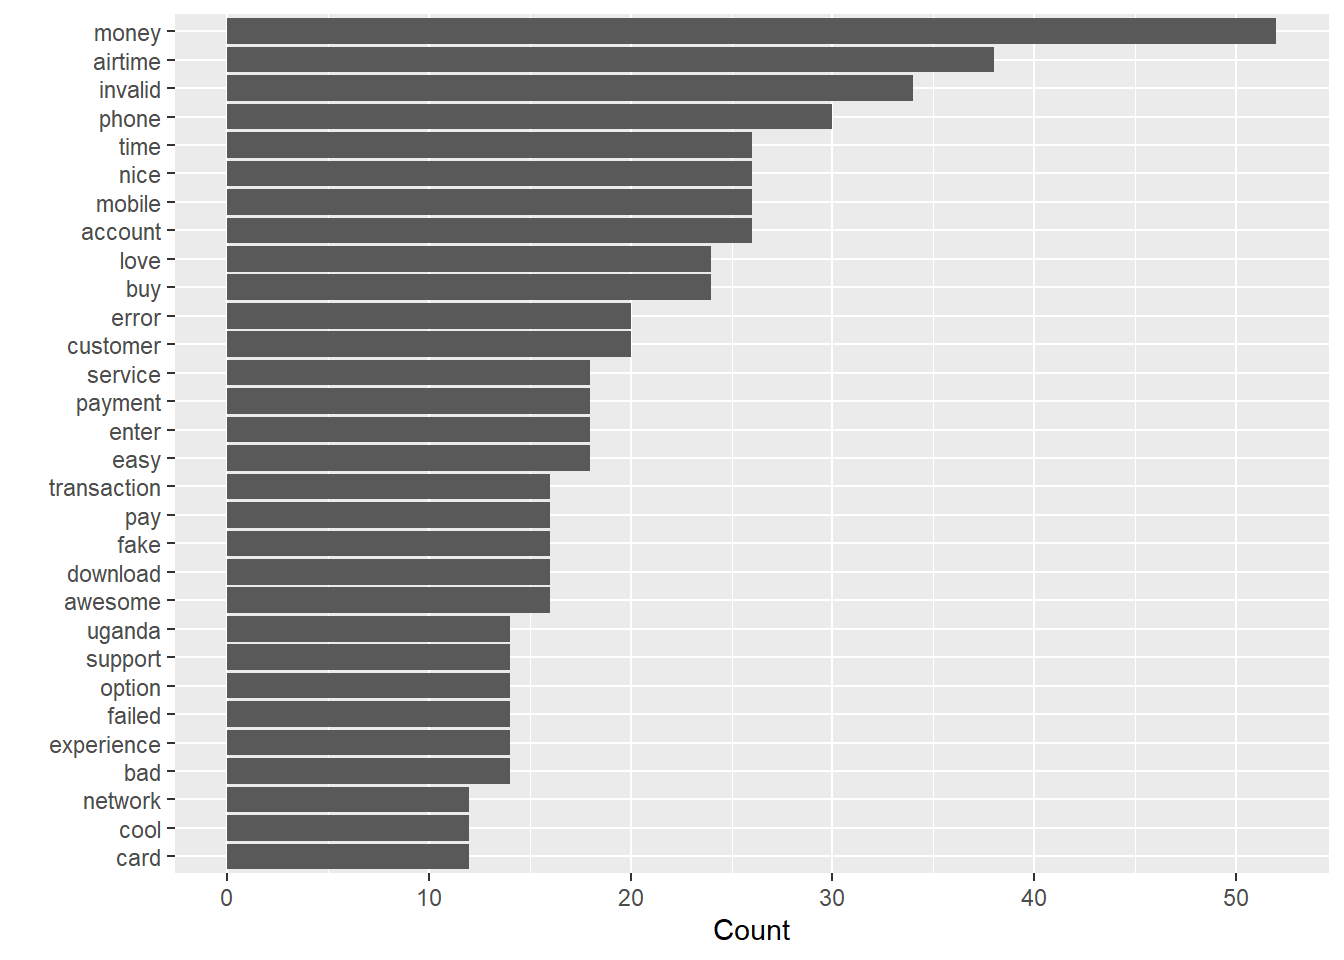 money
airtime
invalid
phone
time
nice
mobile
account
love
buy
error
customer
service
payment
enter
easy
transaction
pay
fake
download
awesome
uganda
support
option
failed
experience
bad
network
cool
card
0 10 20 30 40 50
Count